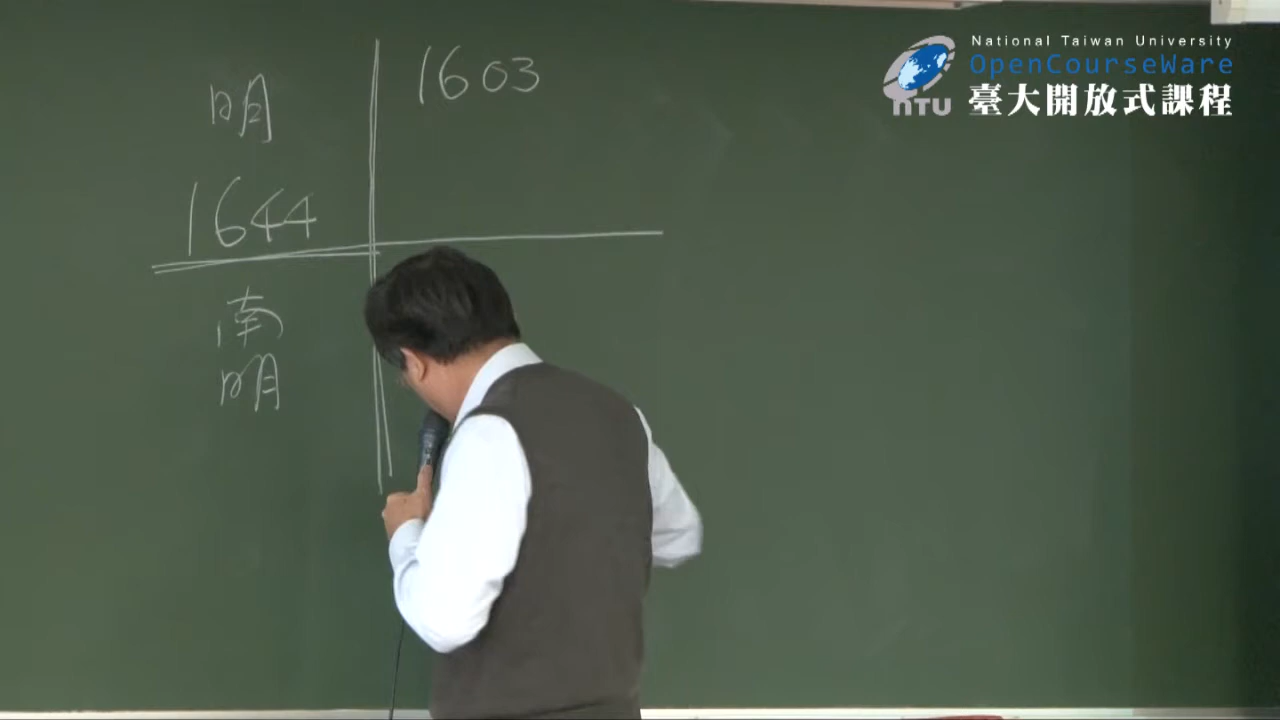 明
1603
1644
南
明
National Taiwan University
OpenCourseWare
臺大開放式課程
NTU